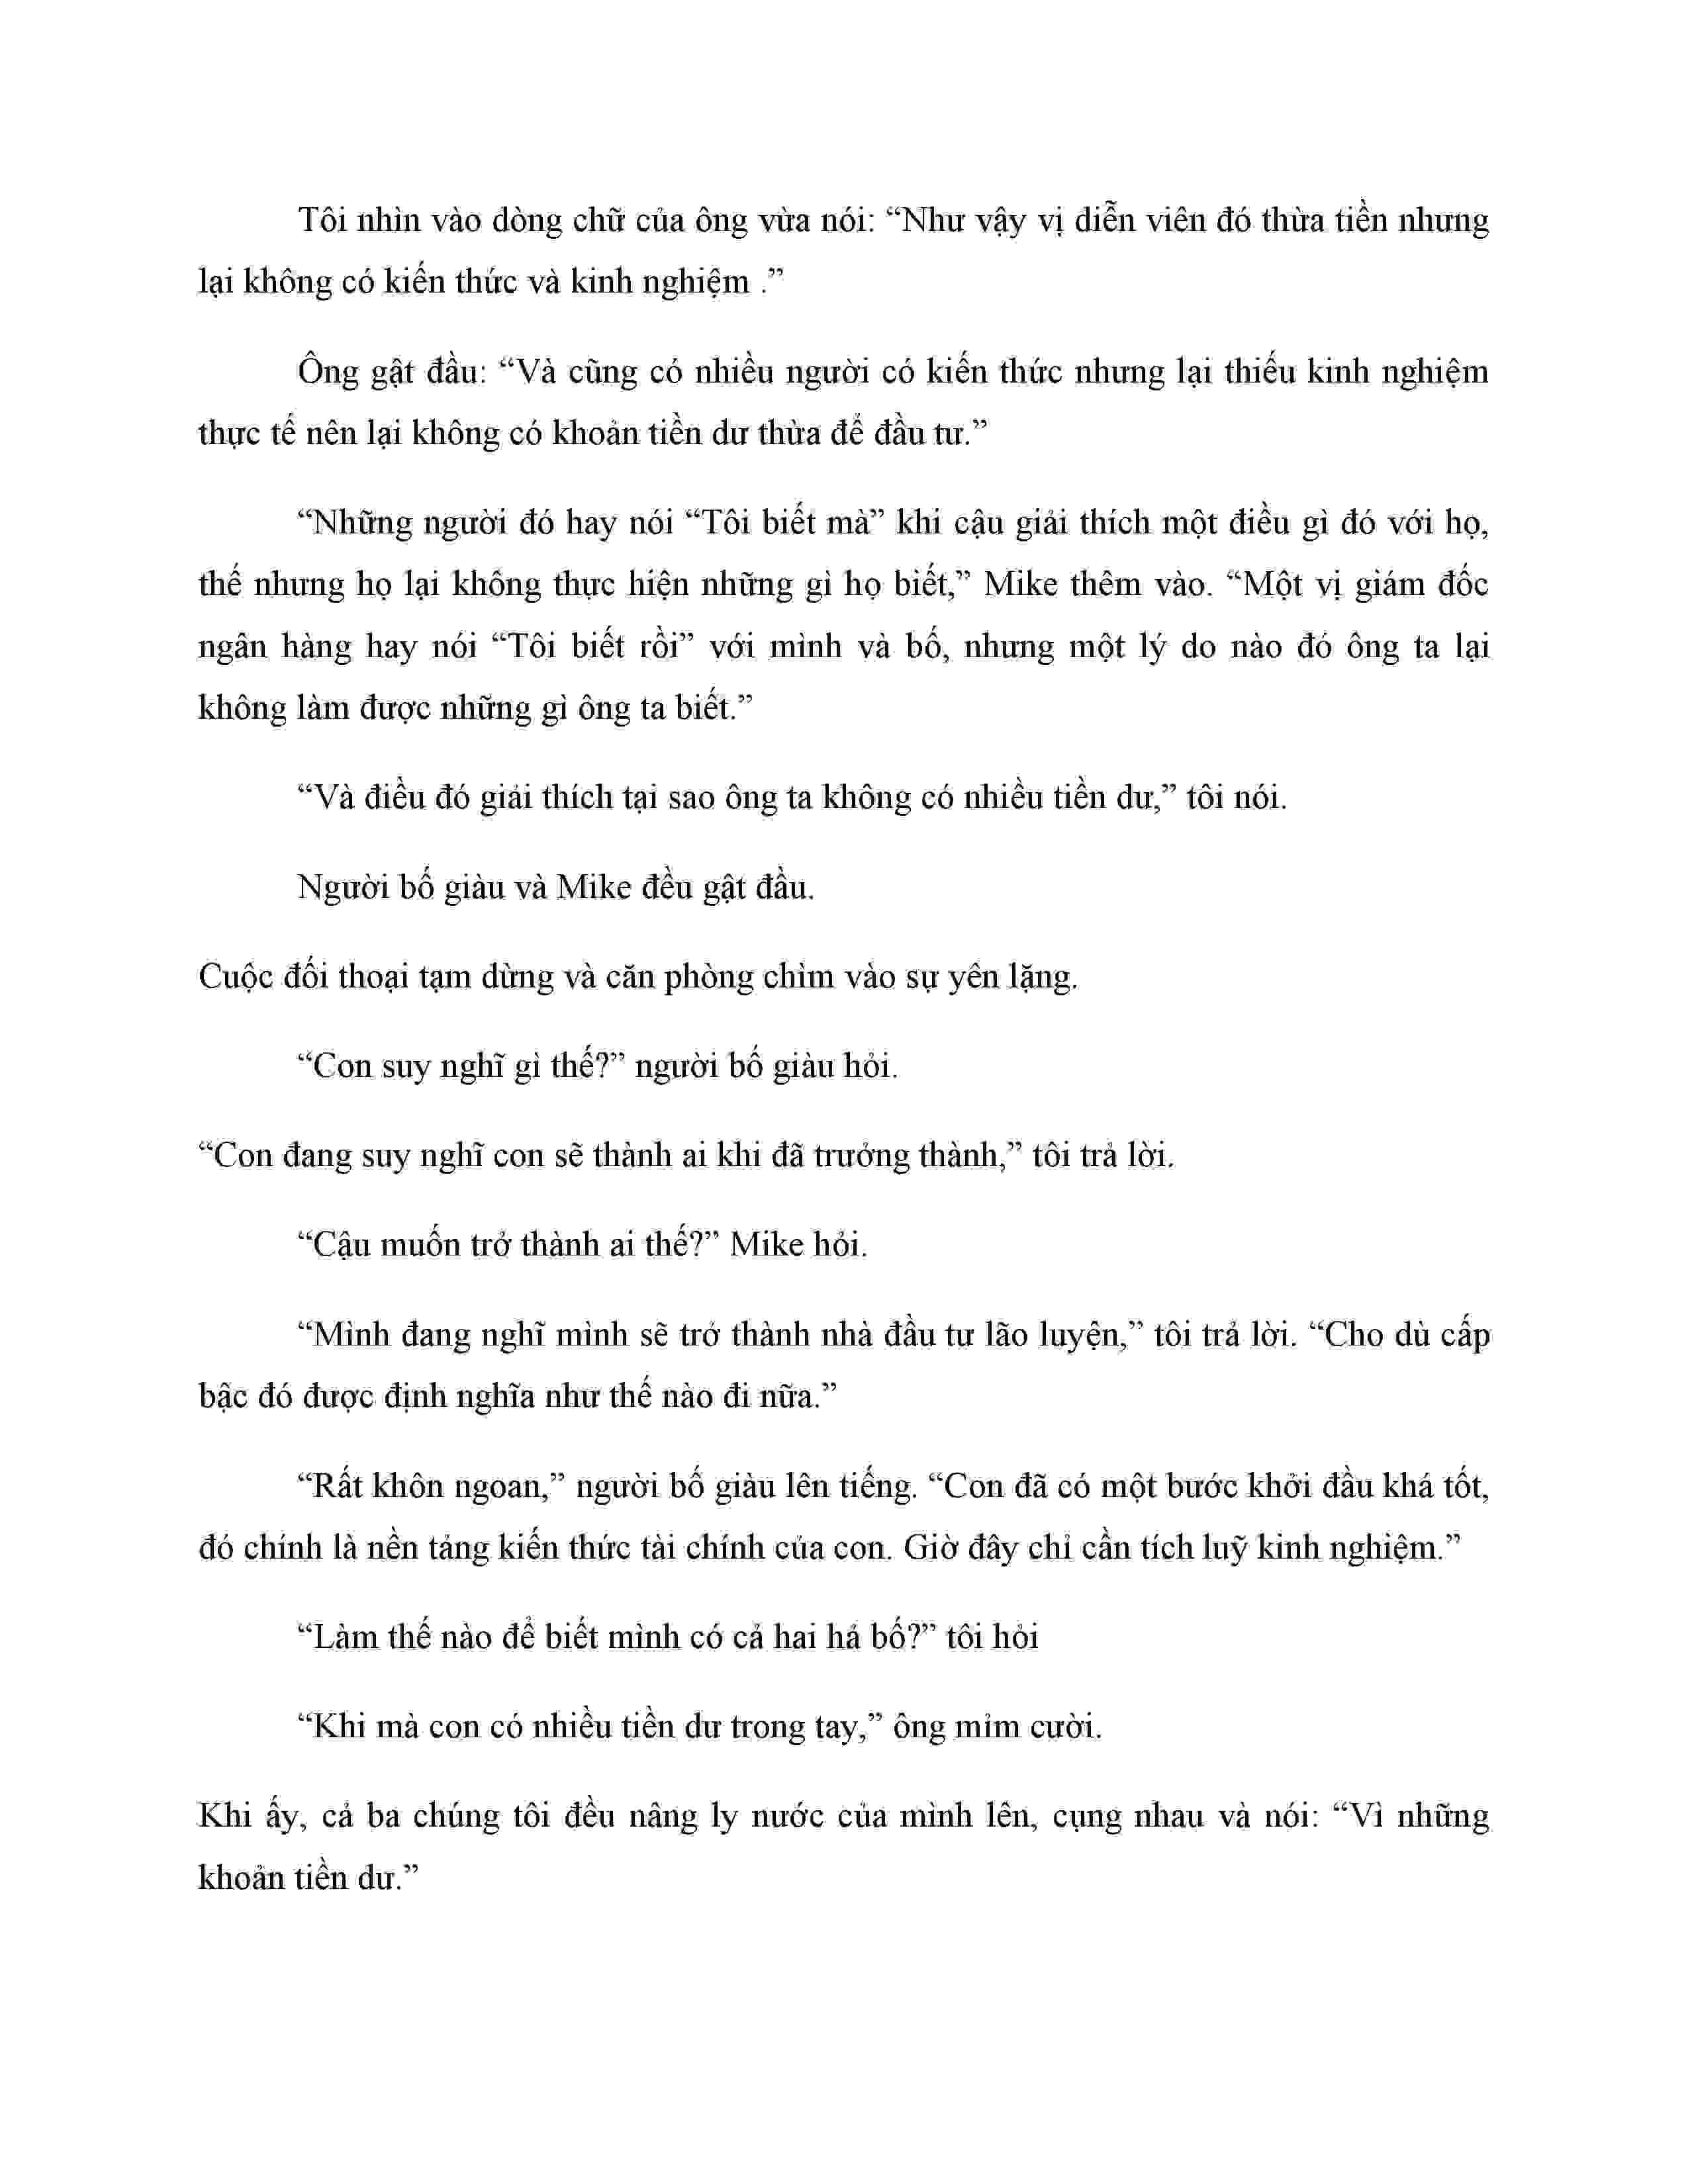 Tôi nhìn vào dòng chữ của ông vừa nói: “Như vậy vị diễn viên đó thừa tiền nhưng
lại không có kiến thức và kinh nghiệm .”
Ông gật đầu: “Và cũng có nhiều người có kiến thức nhưng lại thiếu kinh nghiệm
thực tế nên lại không có khoản tiền dư thừa để đầu tư.”
“Những người đó hay nói “Tôi biết mà” khi cậu giải thích một điều gì đó với họ,
thế nhưng họ lại không thực hiện những gì họ biết,” Mike thêm vào. “Một vị giám đốc
ngân hàng hay nói “Tôi biết rồi” với mình và bố, nhưng một lý do nào đó ông ta lại
không làm được những gì ông ta biết.”
“Và điều đó giải thích tại sao ông ta không có nhiều tiền dư,” tôi nói.
Người bố giàu và Mike đều gật đầu.
Cuộc đối thoại tạm dừng và căn phòng chìm vào sự yên lặng.
“Con suy nghĩ gì thế?” người bố giàu hỏi.
“Con đang suy nghĩ con sẽ thành ai khi đã trưởng thành,” tôi trả lời.
“Cậu muốn trở thành ai thế?” Mike hỏi.
“Mình đang nghĩ mình sẽ trở thành nhà đầu tư lão luyện,” tôi trả lời. “Cho dù cấp
bậc đó được định nghĩa như thế nào đi nữa.”
“Rất khôn ngoan,” người bố giàu lên tiếng. “Con đã có một bước khởi đầu khá tốt,
đó chính là nền tảng kiến thức tài chính của con. Giờ đây chỉ cần tích luỹ kinh nghiệm.”
“Làm thế nào để biết mình có cả hai hả bố?” tôi hỏi
“Khi mà con có nhiều tiền dư trong tay,” ông mỉm cười.
Khi ấy, cả ba chúng tôi đều nâng ly nước của mình lên, cụng nhau và nói: “Vì những
khoản tiền dư.”